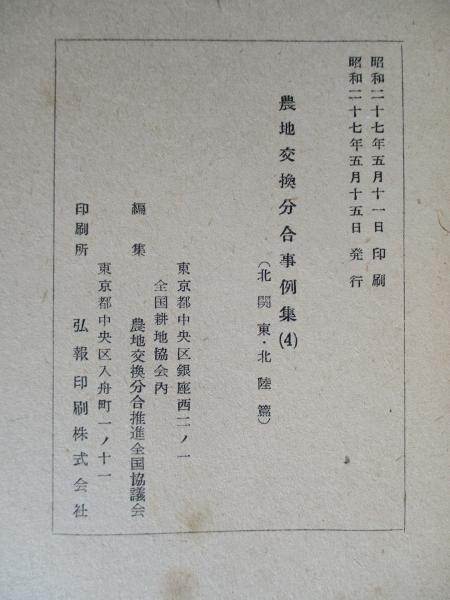 昭和二十七年五月十一日 印刷
昭和二十七年五月十五日 発行
農地交換分合事例集(4)
(北関東・北陸篇)
東京都中央区銀座西二ノ一
全国耕地協会内
編集 農地交換分合推進全国協議会
東京都中央区入舟町一ノ十一
印刷所 弘報印刷株式会社